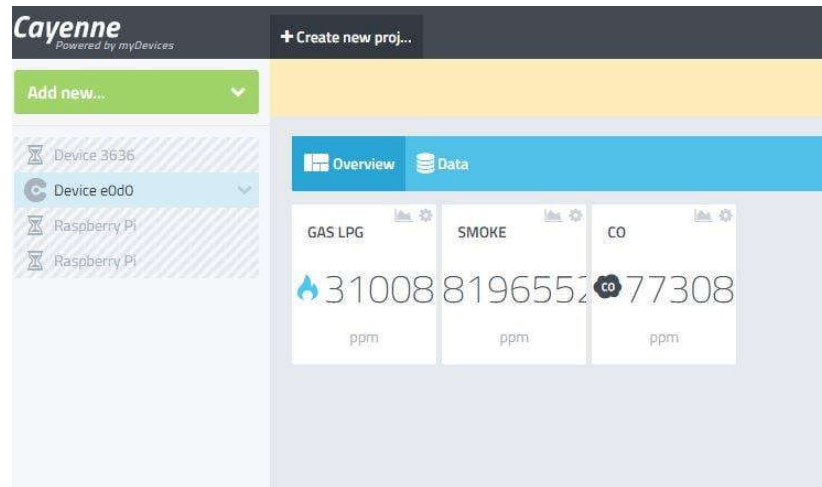 Cayenne
Powered by myDevices
+ Create new proj...
Add new...
Device 3636
Device e0d0
Raspberry Pi
Raspberry Pi
Overview
Data
GAS LPG
SMOKE
CO
31008
8196552
CO
77308
ppm
ppm
ppm